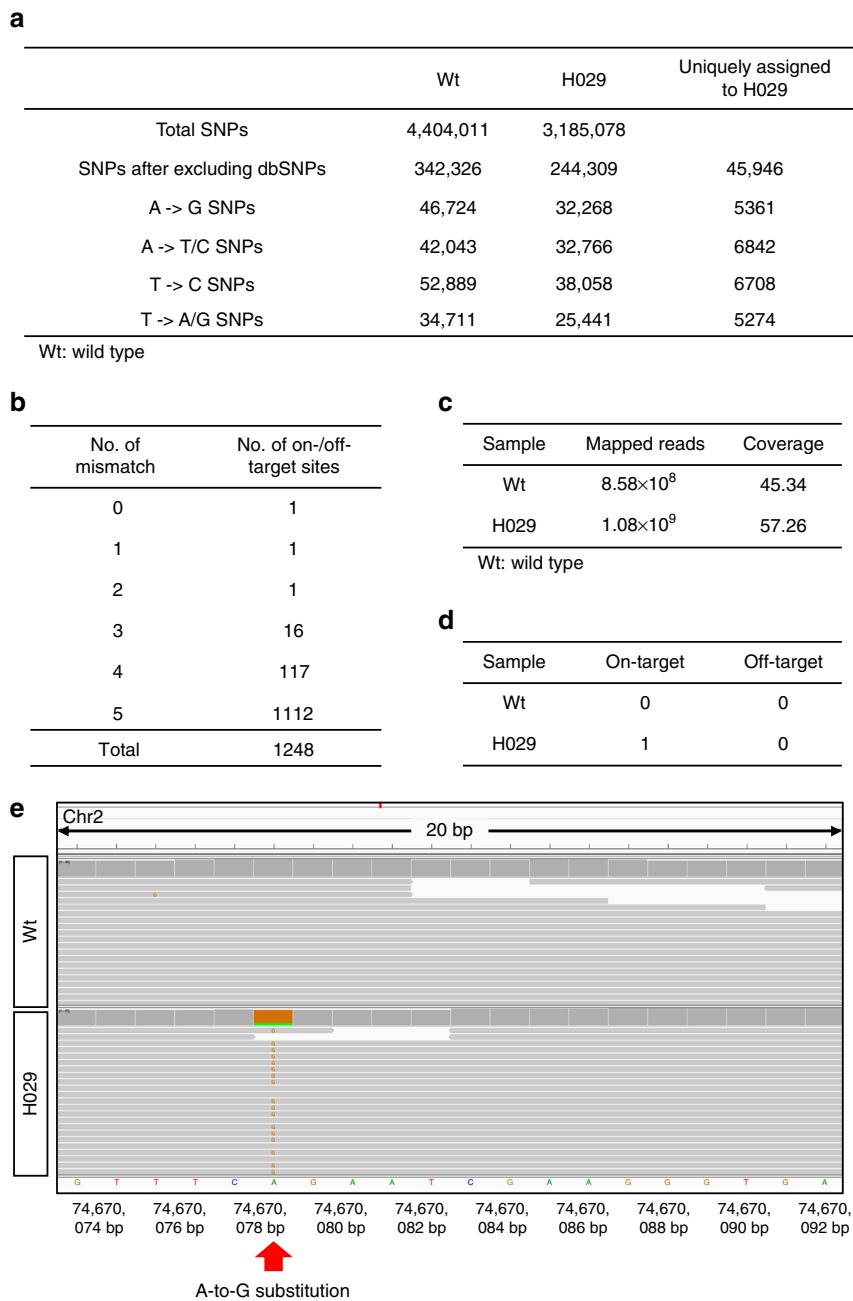 a
Wt H029 Uniquely assigned to H029
Total SNPs 4,404,011 3,185,078
SNPs after excluding dbSNPs 342,326 244,309 45,946
A -> G SNPs 46,724 32,268 5361
A -> T/C SNPs 42,043 32,766 6842
T -> C SNPs 52,889 38,058 6708
T -> A/G SNPs 34,711 25,441 5274
Wt: wild type
b
No. of mismatch No. of on-/off-target sites
0 1
1 1
2 1
3 16
4 117
5 1112
Total 1248
c
Sample Mapped reads Coverage
Wt 8.58×10^8 45.34
H029 1.08×10^9 57.26
Wt: wild type
d
Sample On-target Off-target
Wt 0 0
H029 1 0
e
Chr2
20 bp
Wt
G
H029
G
G
G
G
G
G
G
G
G
G
G
G
G
G
G T T T C A G A A T C G A A G G G T G A
74,670, 74,670, 74,670, 74,670, 74,670, 74,670, 74,670, 74,670, 74,670, 74,670,
074 bp 076 bp 078 bp 080 bp 082 bp 084 bp 086 bp 088 bp 090 bp 092 bp
A-to-G substitution